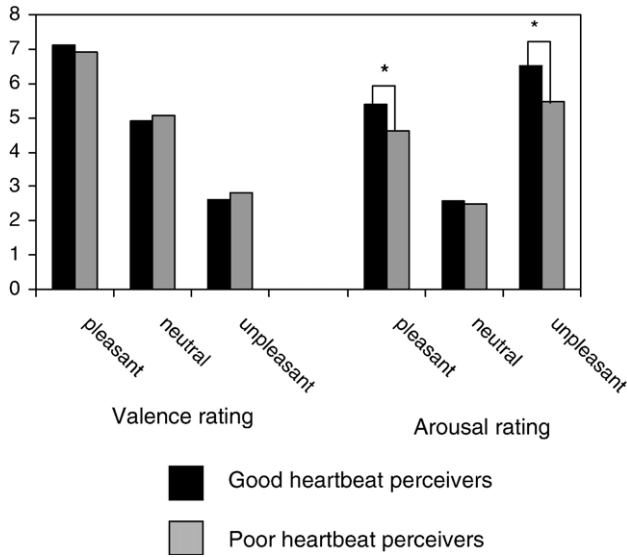 8
7
6
5
4
3
2
1
0
*
*
pleasant
neutral
unpleasant
pleasant
neutral
unpleasant
Valence rating
Arousal rating
Good heartbeat perceivers
Poor heartbeat perceivers